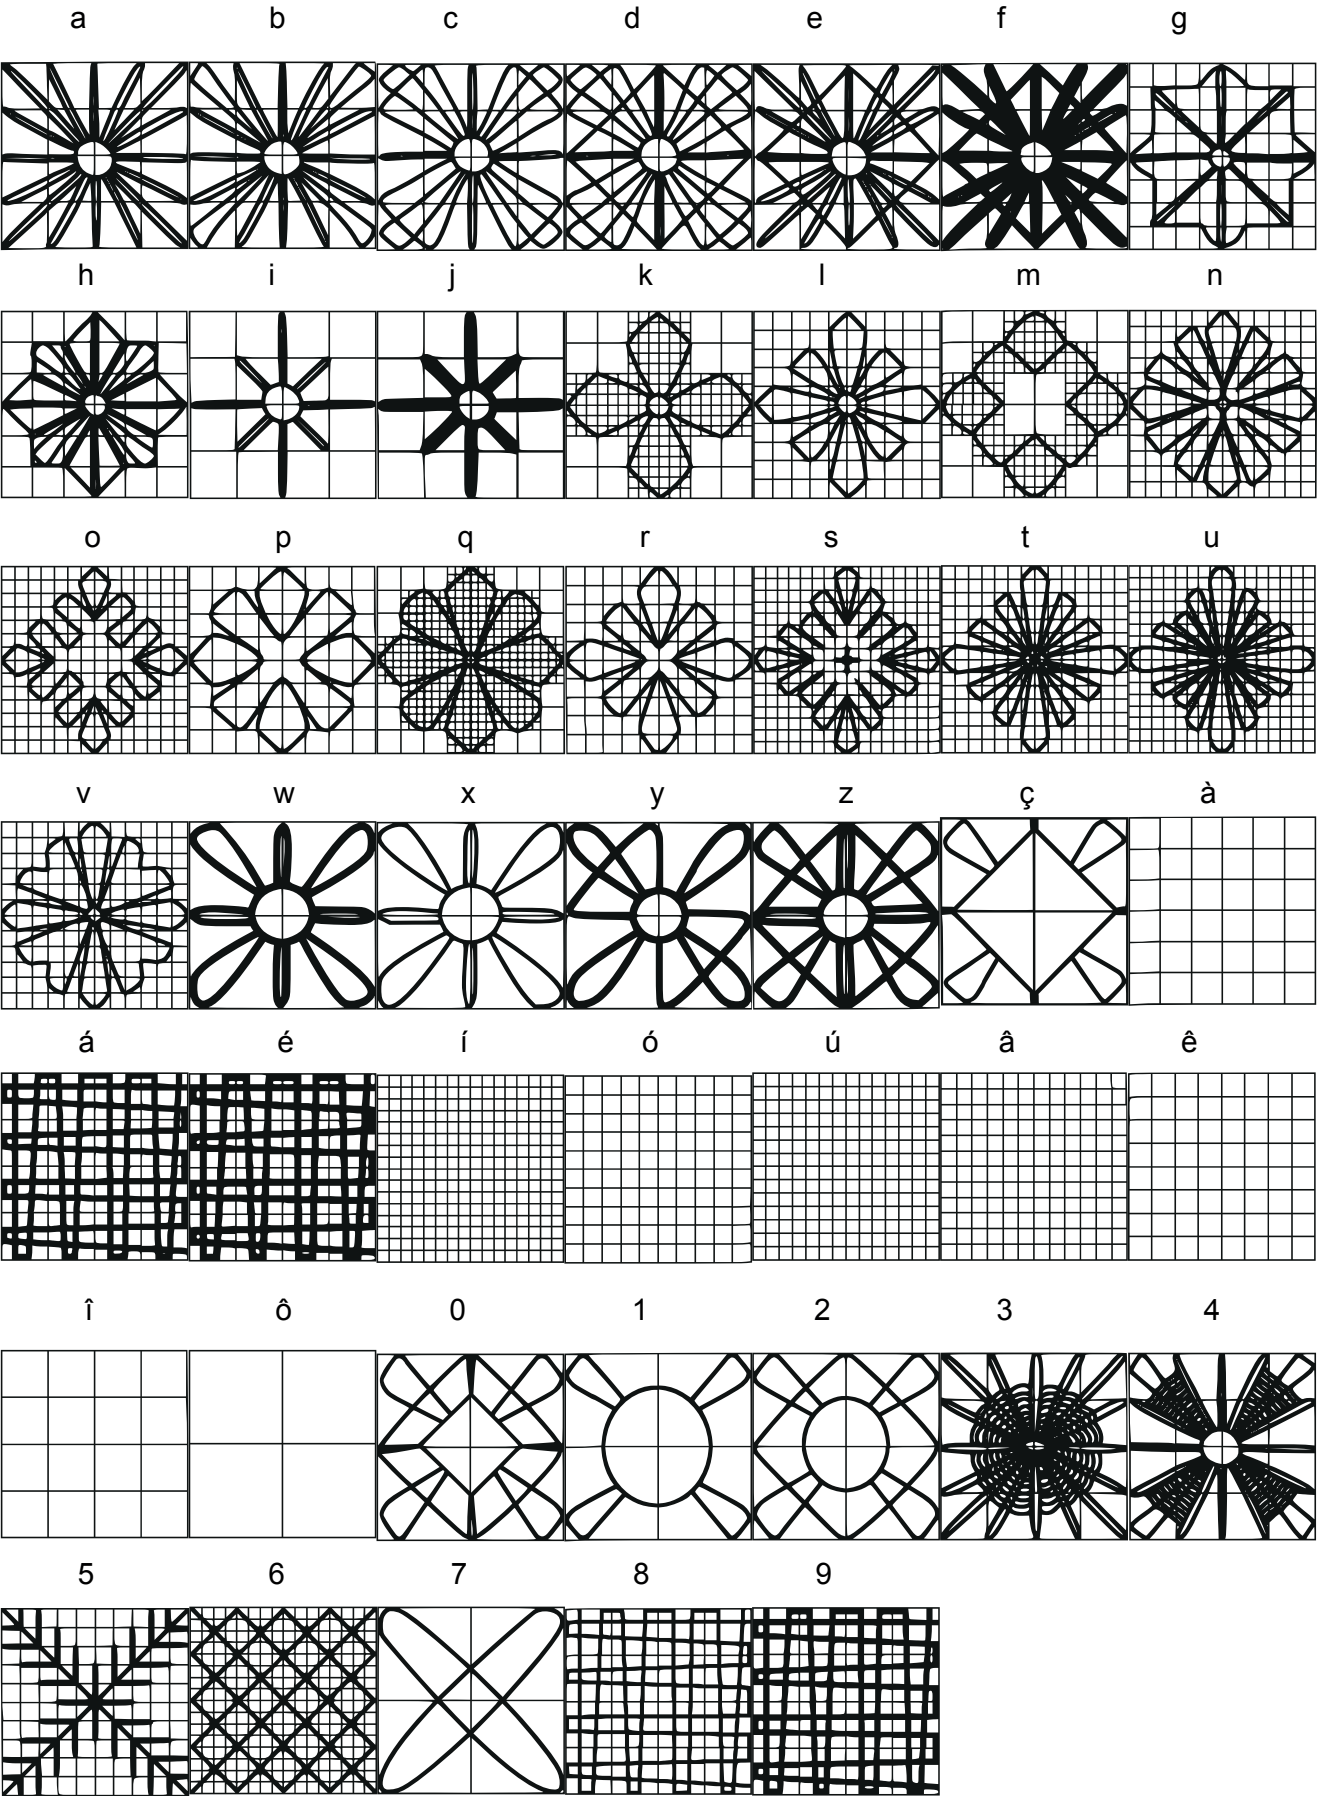 a b c d e f g
h i j k l m n
o p q r s t u
v w x y z ç à
á é í ó ú â ê
î ô 0 1 2 3 4
5 6 7 8 9